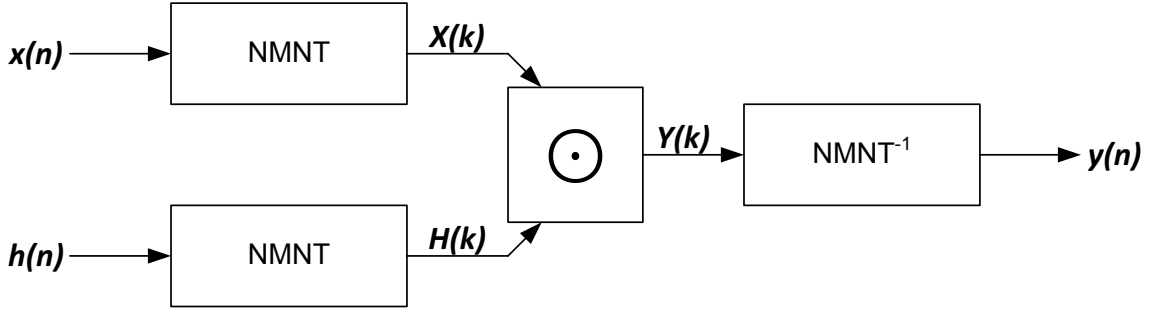 x(n)
NMNT
X(k)
⊙
Y(k)
NMNT⁻¹
y(n)
h(n)
NMNT
H(k)